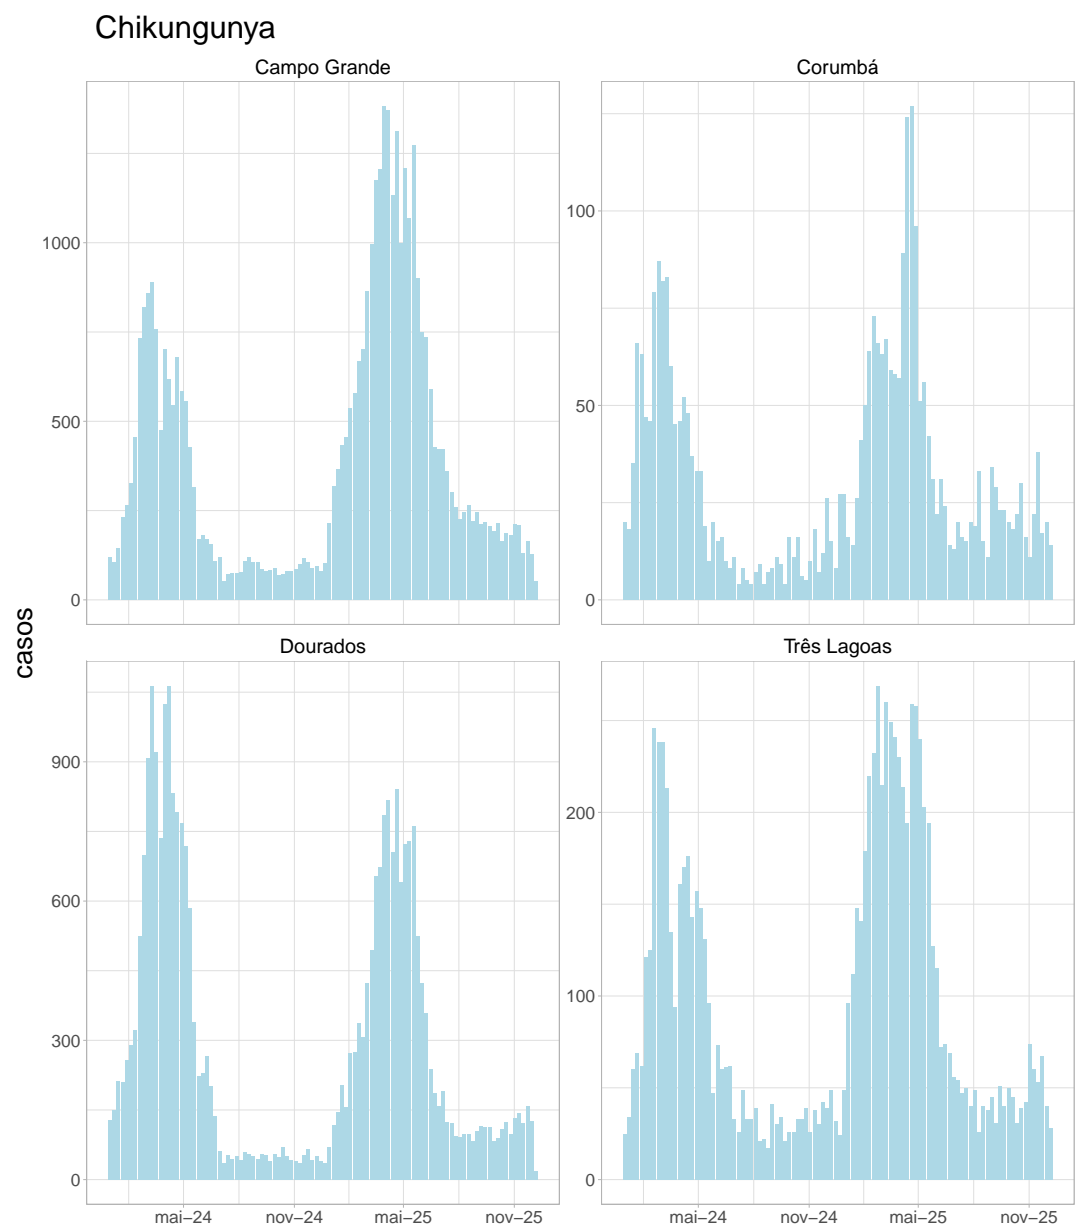 Chikungunya
Campo Grande
Corumbá
1000
500
0
100
50
0
casos
Dourados
Três Lagoas
900
600
300
0
200
100
0
mai–24 nov–24 mai–25 nov–25
mai–24 nov–24 mai–25 nov–25